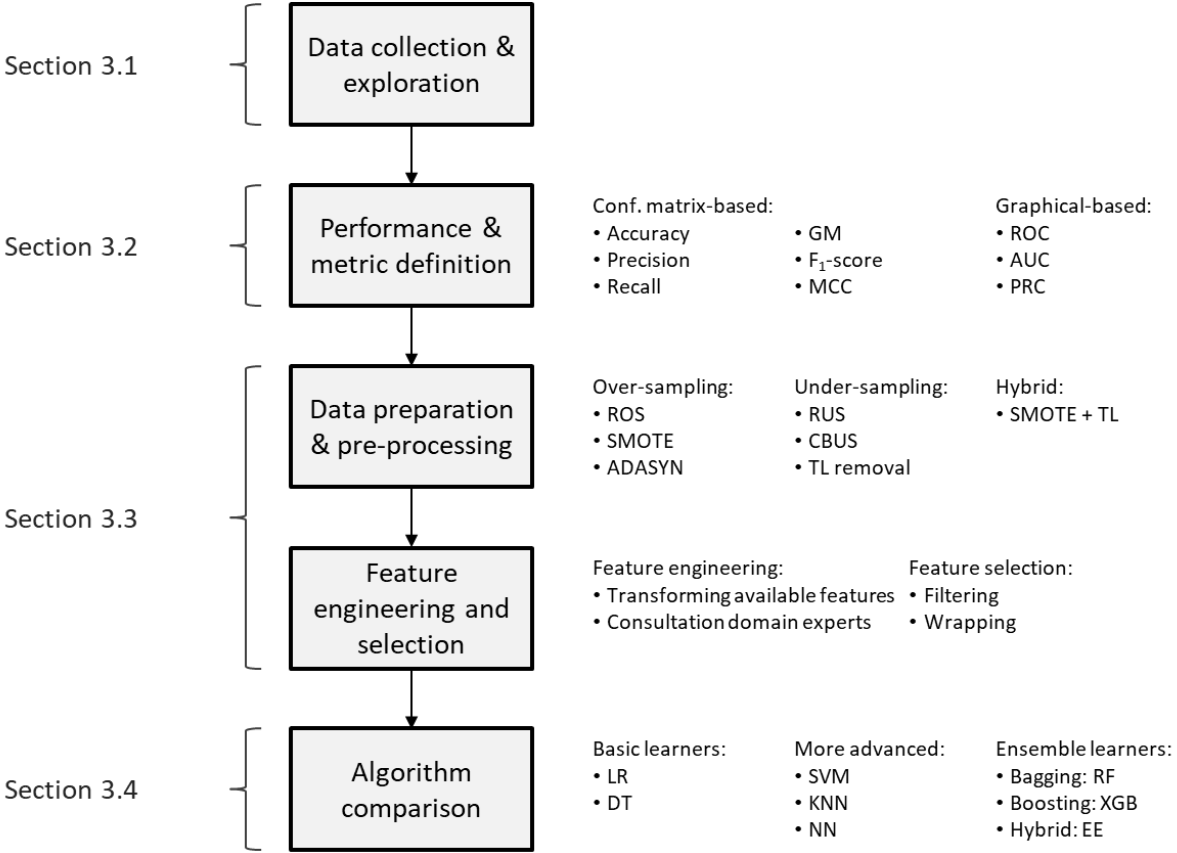 Section 3.1
Data collection &
exploration
Section 3.2
Performance &
metric definition
Conf. matrix-based:
• Accuracy
• Precision
• Recall
• GM
• F₁-score
• MCC
Graphical-based:
• ROC
• AUC
• PRC
Section 3.3
Data preparation
& pre-processing
Over-sampling:
• ROS
• SMOTE
• ADASYN
Under-sampling:
• RUS
• CBUS
• TL removal
Hybrid:
• SMOTE + TL
Feature
engineering and
selection
Feature engineering:
• Transforming available features
• Consultation domain experts
Feature selection:
• Filtering
• Wrapping
Section 3.4
Algorithm
comparison
Basic learners:
• LR
• DT
More advanced:
• SVM
• KNN
• NN
Ensemble learners:
• Bagging: RF
• Boosting: XGB
• Hybrid: EE